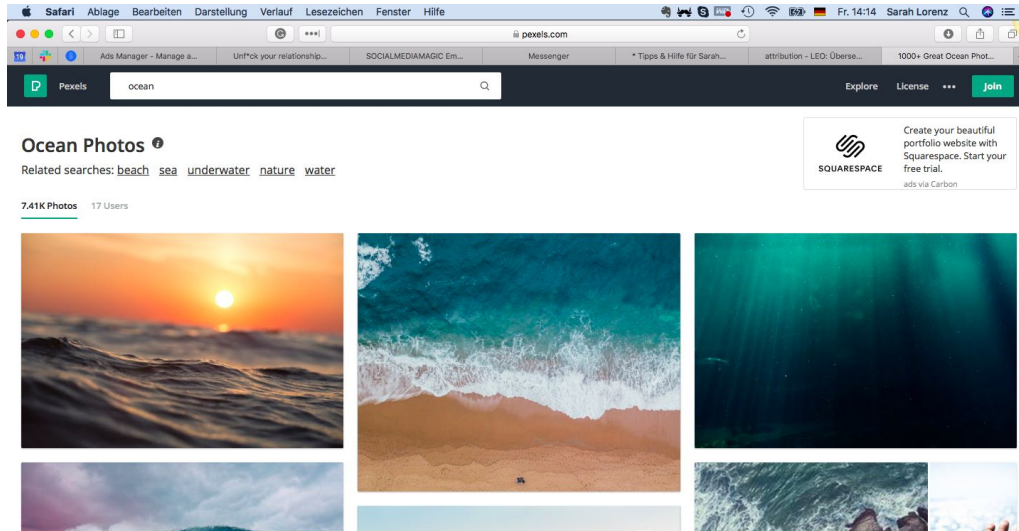 Safari Ablage Bearbeiten Darstellung Verlauf Lesezeichen Fenster Hilfe Fr. 14:14 Sarah Lorenz
pexels.com
19 Ads Manager - Manage a... Unf*ck your relationship... SOCIALMEDIAMAGIC Em... Messenger * Tipps & Hilfe für Sarah... attribution - LEO: Überse... 1000+ Great Ocean Phot...
Pexels ocean Explore License ••• Join
Ocean Photos
Related searches: beach sea underwater nature water
7.41K Photos 17 Users
SQUARESPACE
Create your beautiful
portfolio website with
Squarespace. Start your
free trial.
ads via Carbon